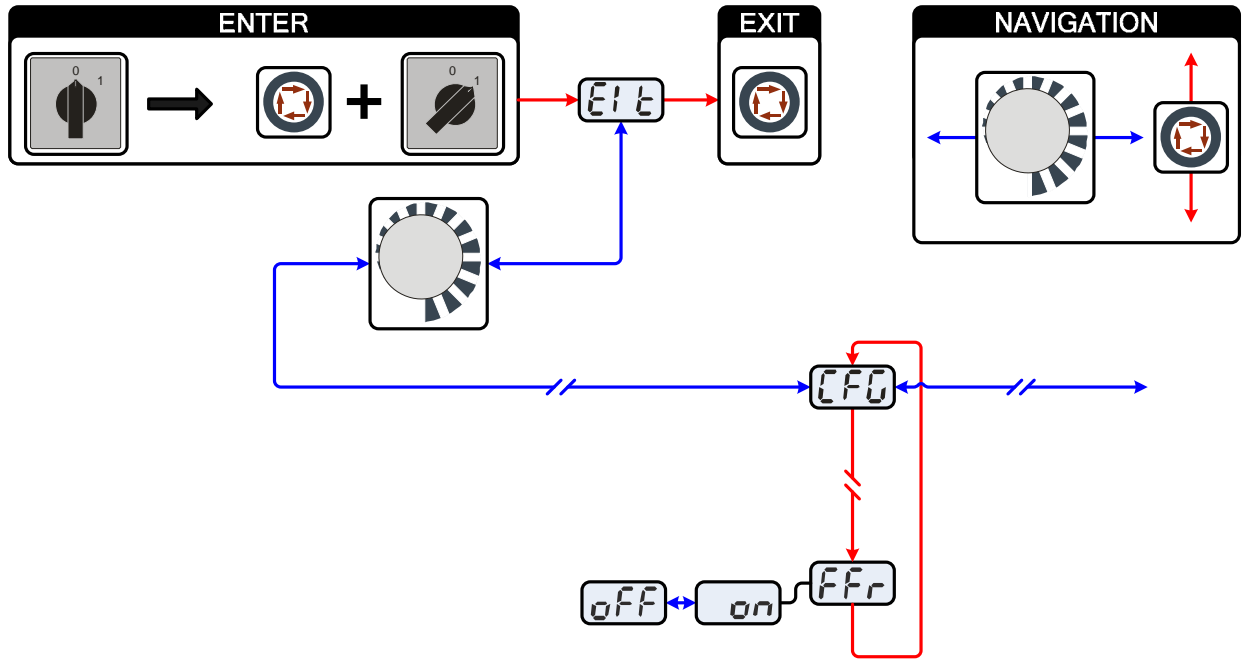 ENTER
EXIT
NAVIGATION
0
1
0
1
EIt
CFG
FFr
oFF
on